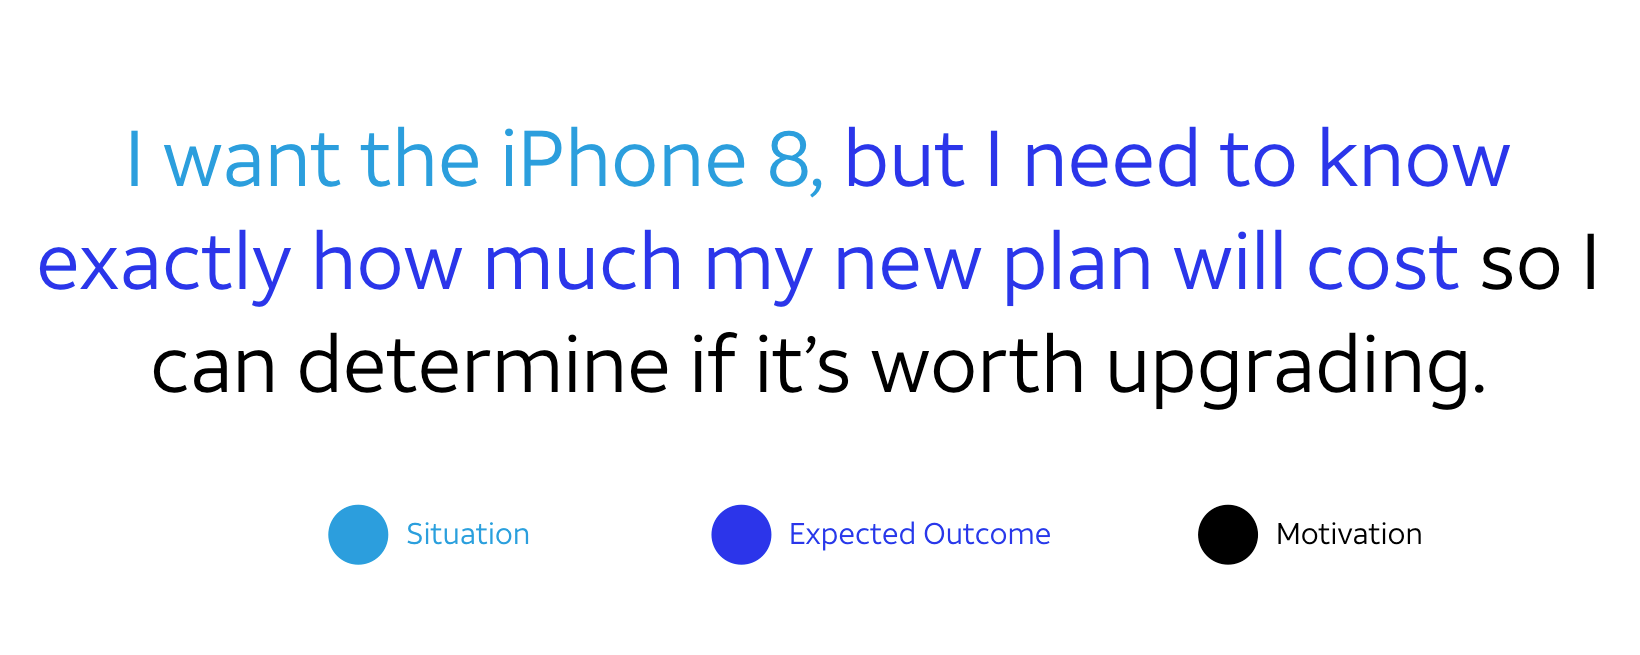 I want the iPhone 8, but I need to know
exactly how much my new plan will cost so I
can determine if it’s worth upgrading.
Situation
Expected Outcome
Motivation